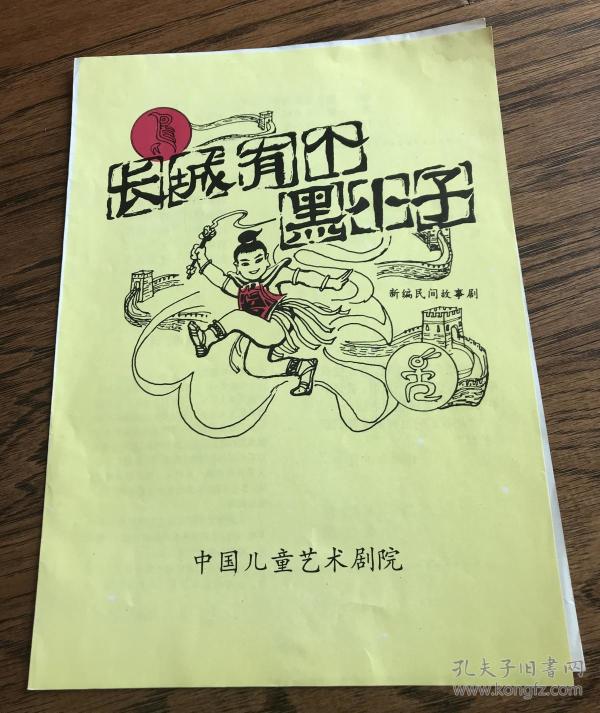 长城有个
黑小子
新编民间故事剧
中国儿童艺术剧院
孔夫子旧书网
www.kongfz.com